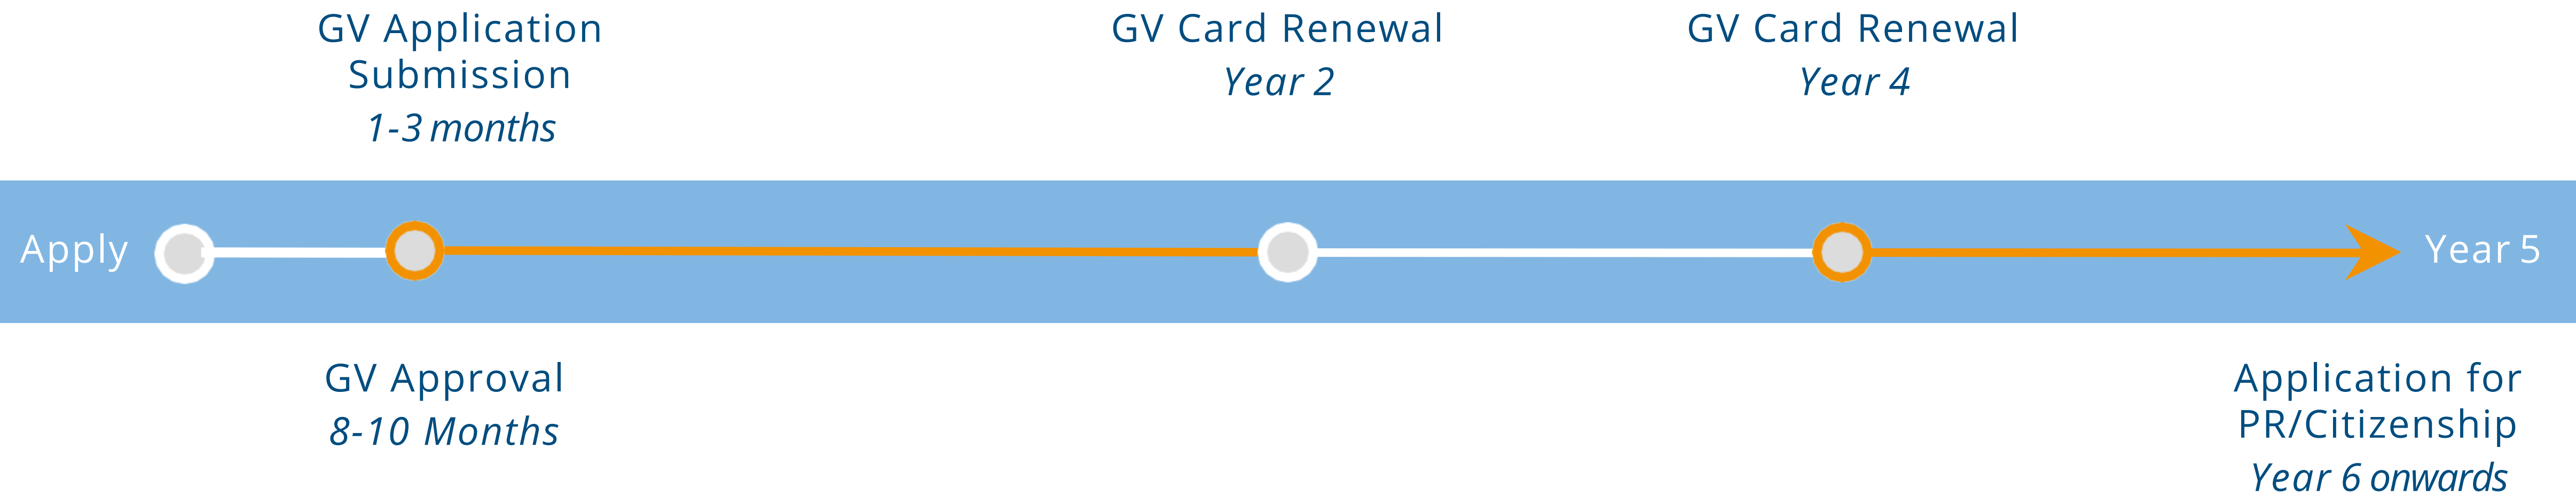 GV Application
Submission
1-3 months
GV Card Renewal
Year 2
GV Card Renewal
Year 4
Apply
Year 5
GV Approval
8-10 Months
Application for
PR/Citizenship
Year 6 onwards